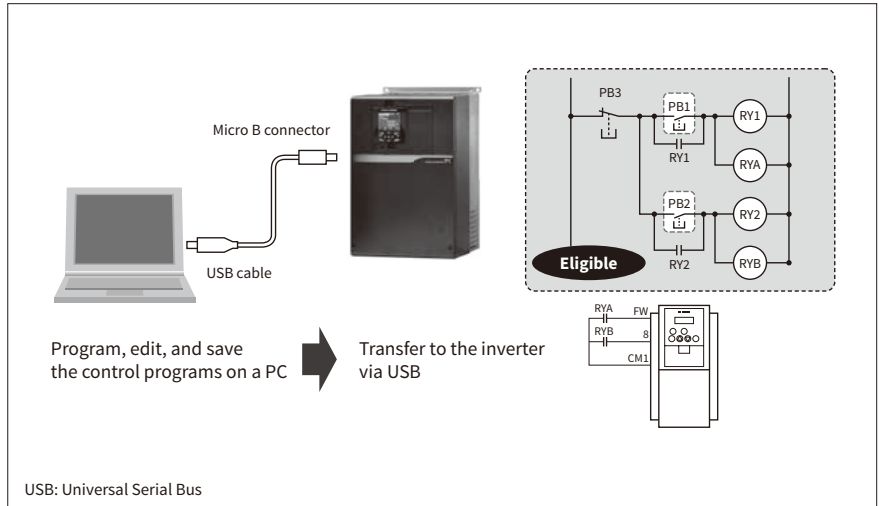 Micro B connector
USB cable
Program, edit, and save
the control programs on a PC
Transfer to the inverter
via USB
PB3
PB1
RY1
RY1
RYA
PB2
RY2
RY2
RYB
Eligible
RYA
FW
RYB
8
CM1
USB: Universal Serial Bus